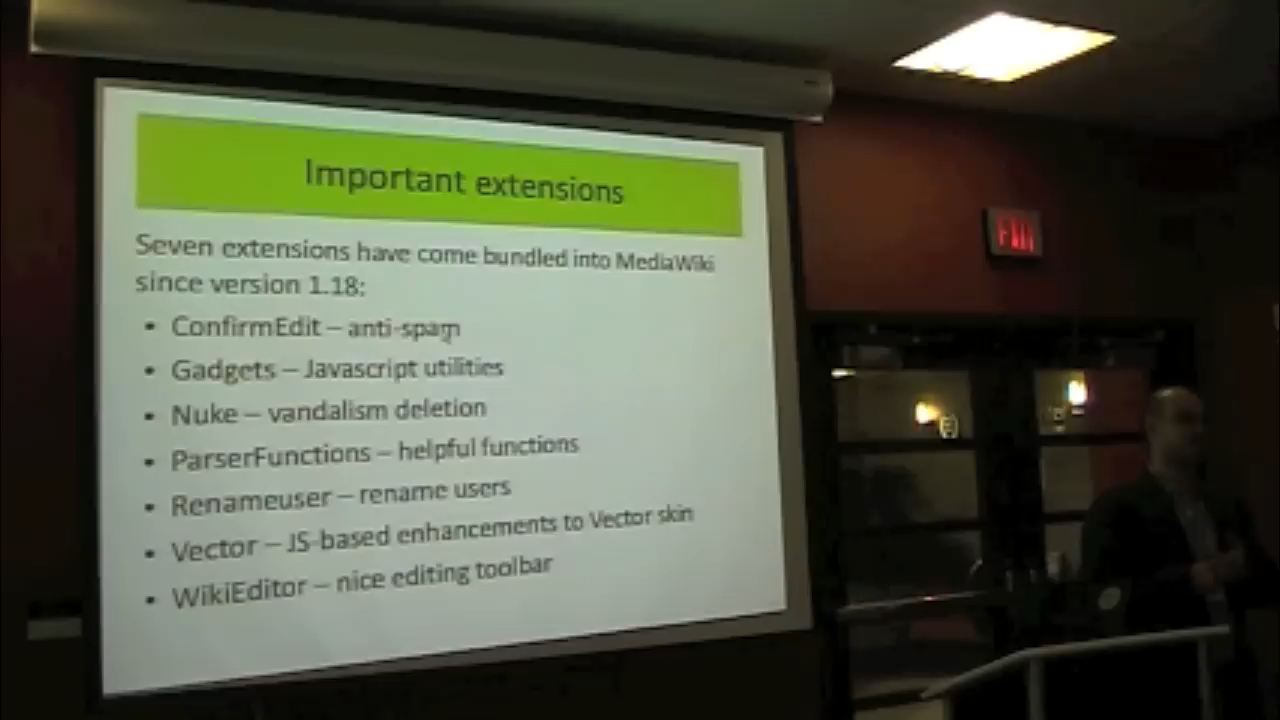 Important extensions
Seven extensions have come bundled into MediaWiki
since version 1.18:
• ConfirmEdit – anti-spam
• Gadgets – Javascript utilities
• Nuke – vandalism deletion
• ParserFunctions – helpful functions
• Renameuser – rename users
• Vector – JS-based enhancements to Vector skin
• WikiEditor – nice editing toolbar
EXIT